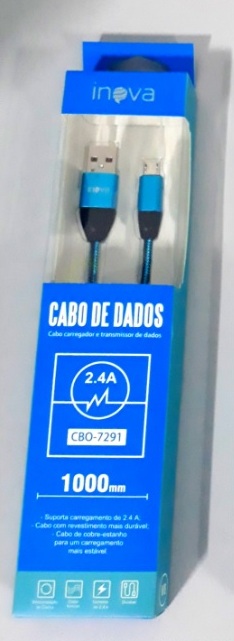 inova
inova
CABO DE DADOS
Cabo carregador e transmissor de dados
2.4A
CBO-7291
1000mm
- Suporta carregamento de 2.4 A;
- Cabo com revestimento mais durável;
- Cabo de cobre-estanho
para um carregamento
mais estável